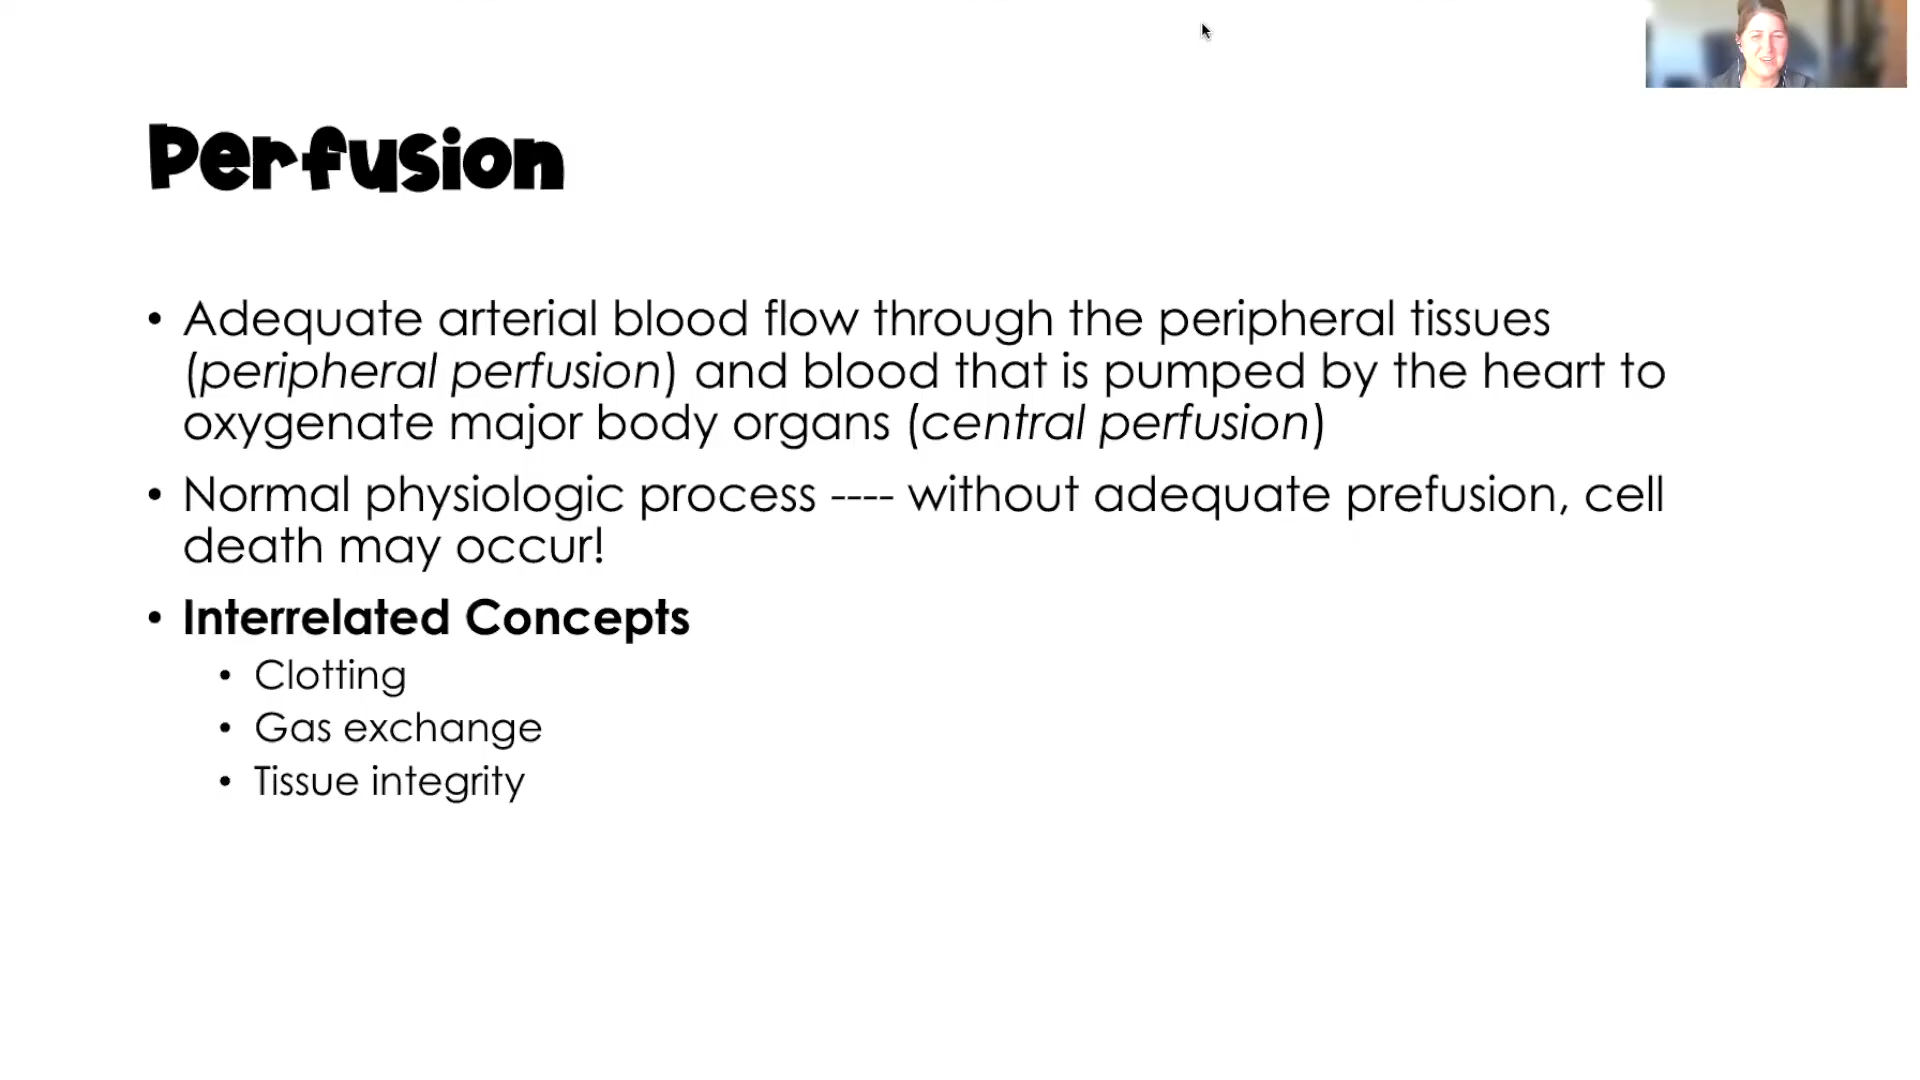 Perfusion
• Adequate arterial blood flow through the peripheral tissues
(peripheral perfusion) and blood that is pumped by the heart to
oxygenate major body organs (central perfusion)
• Normal physiologic process ---- without adequate prefusion, cell
death may occur!
• Interrelated Concepts
• Clotting
• Gas exchange
• Tissue integrity